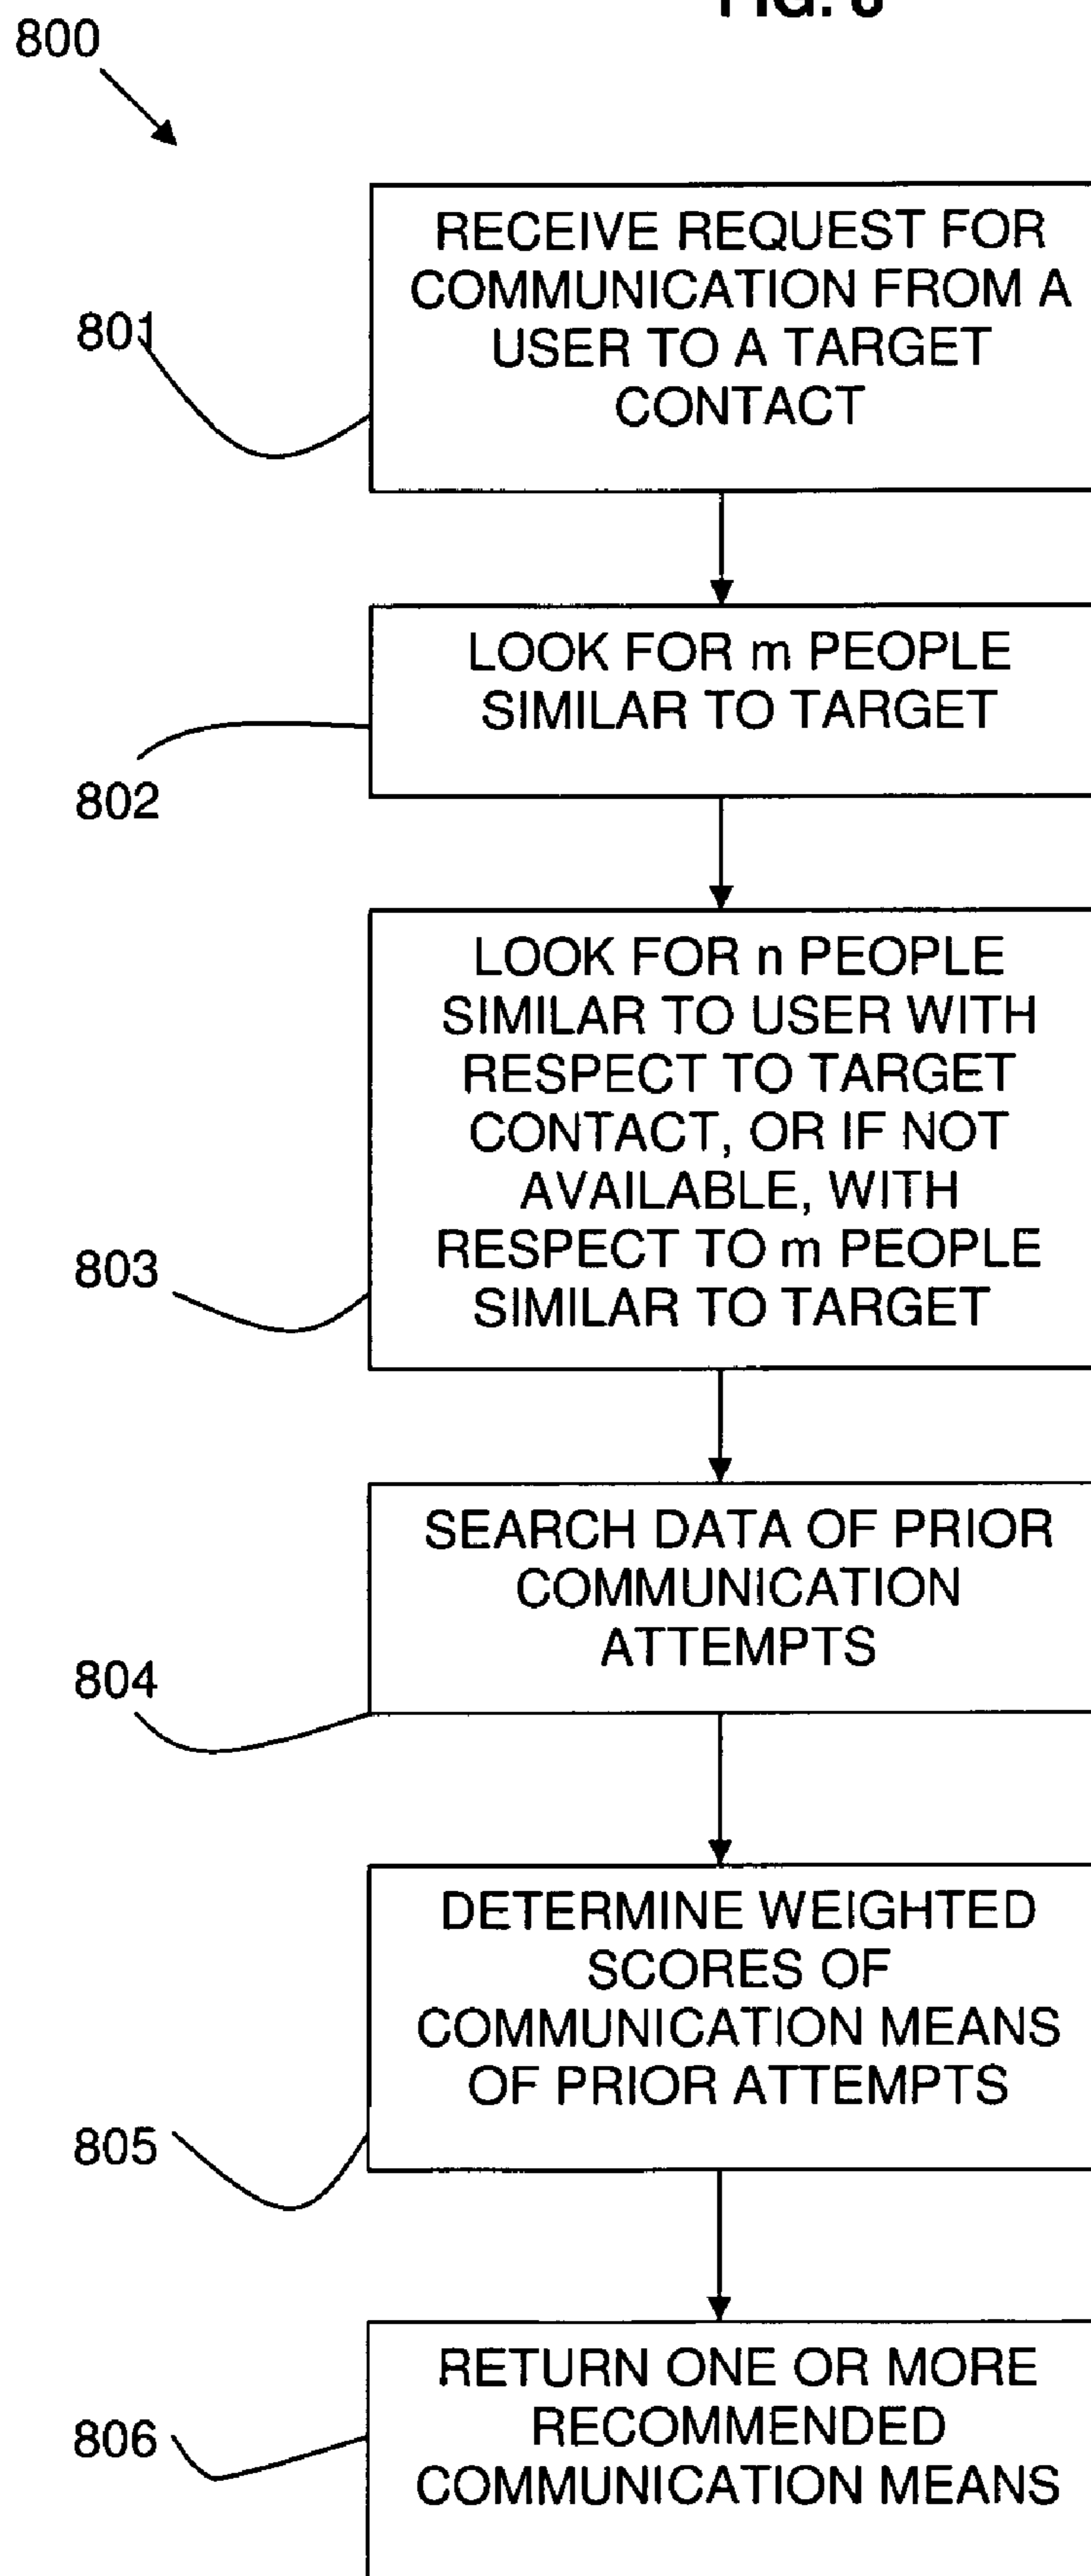 FIG. 8
800
RECEIVE REQUEST FOR
COMMUNICATION FROM A
USER TO A TARGET
CONTACT
801
LOOK FOR m PEOPLE
SIMILAR TO TARGET
802
LOOK FOR n PEOPLE
SIMILAR TO USER WITH
RESPECT TO TARGET
CONTACT, OR IF NOT
AVAILABLE, WITH
RESPECT TO m PEOPLE
SIMILAR TO TARGET
803
SEARCH DATA OF PRIOR
COMMUNICATION
ATTEMPTS
804
DETERMINE WEIGHTED
SCORES OF
COMMUNICATION MEANS
OF PRIOR ATTEMPTS
805
RETURN ONE OR MORE
RECOMMENDED
COMMUNICATION MEANS
806